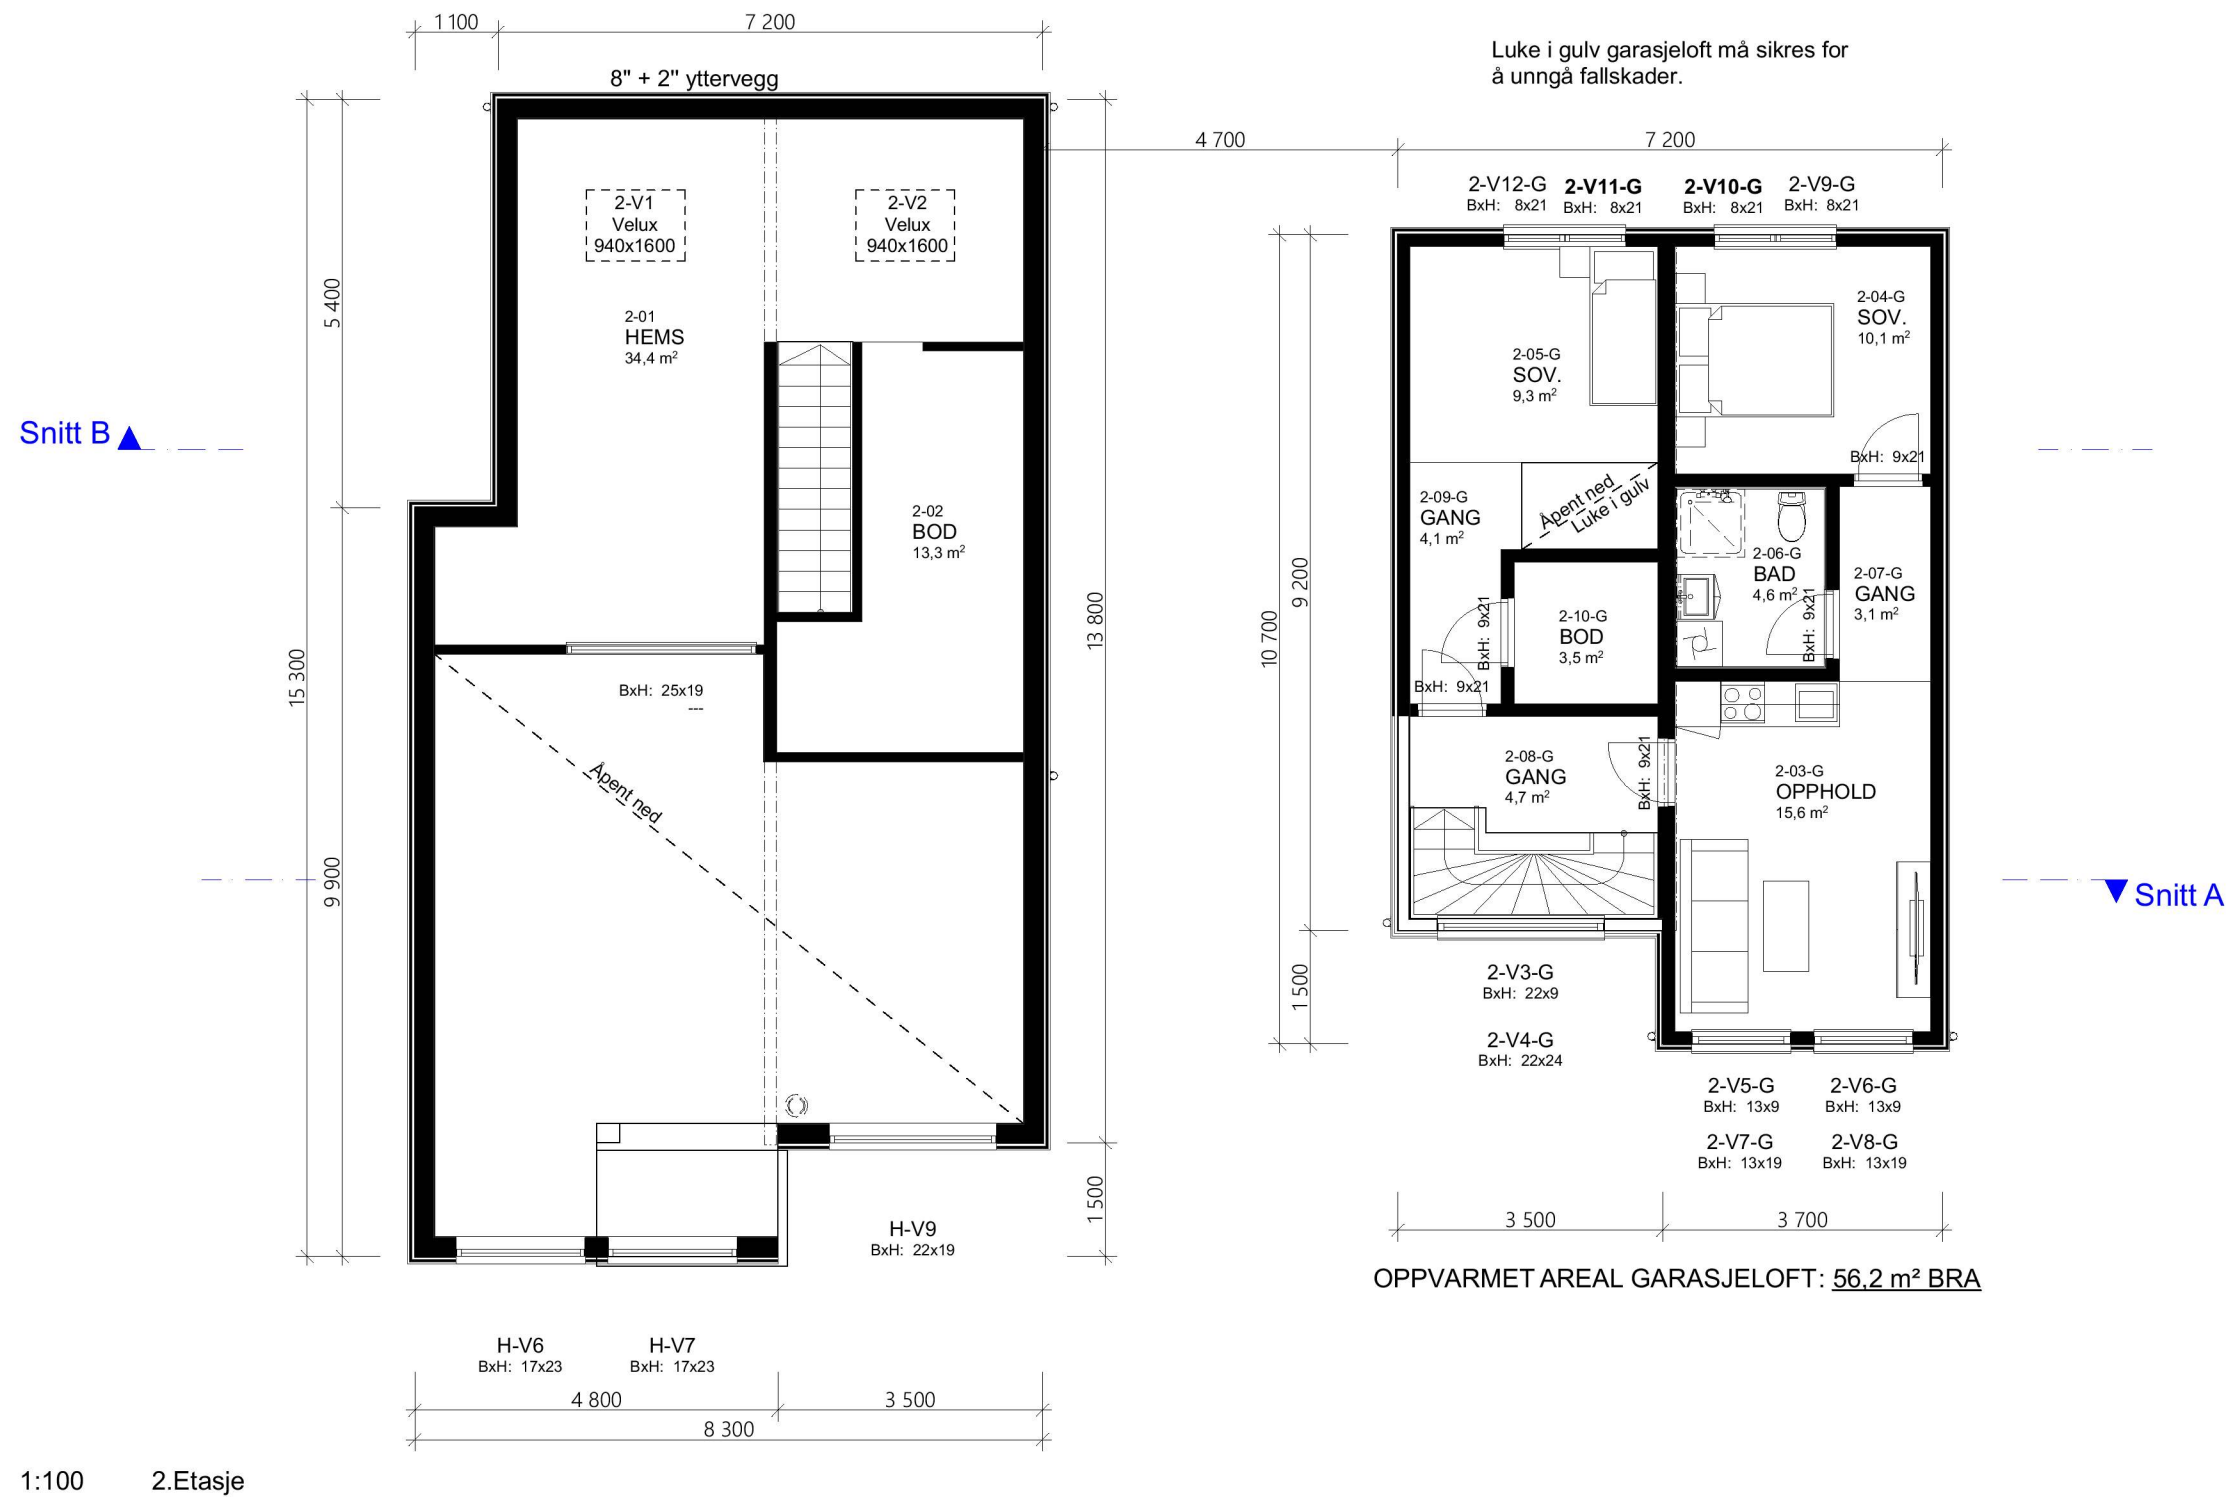 1 100
7 200
8" + 2" yttervegg
Luke i gulv garasjeloft må sikres for
å unngå fallskader.
4 700
7 200
2-V12-G
BxH: 8x21
2-V11-G
BxH: 8x21
2-V10-G
BxH: 8x21
2-V9-G
BxH: 8x21
2-V1
Velux
940x1600
2-V2
Velux
940x1600
5 400
2-01
HEMS
34,4 m²
2-04-G
SOV.
10,1 m²
2-05-G
SOV.
9,3 m²
Snitt B
BxH: 9x21
2-02
BOD
13,3 m²
2-09-G
GANG
4,1 m²
Åpent ned
Luke i gulv
2-06-G
BAD
4,6 m²
2-07-G
GANG
3,1 m²
BxH: 9x21
13 800
10 700
9 200
2-10-G
BOD
3,5 m²
BxH: 9x21
BxH: 9x21
15 300
BxH: 25x19
---
Åpent ned
2-08-G
GANG
4,7 m²
BxH: 9x21
2-03-G
OPPHOLD
15,6 m²
9 900
Snitt A
2-V3-G
BxH: 22x9
1 500
2-V4-G
BxH: 22x24
2-V5-G
BxH: 13x9
2-V6-G
BxH: 13x9
2-V7-G
BxH: 13x19
2-V8-G
BxH: 13x19
1 500
H-V9
BxH: 22x19
3 500
3 700
OPPVARMET AREAL GARASJELOFT: 56,2 m² BRA
H-V6
BxH: 17x23
H-V7
BxH: 17x23
4 800
3 500
8 300
1:100
2.Etasje